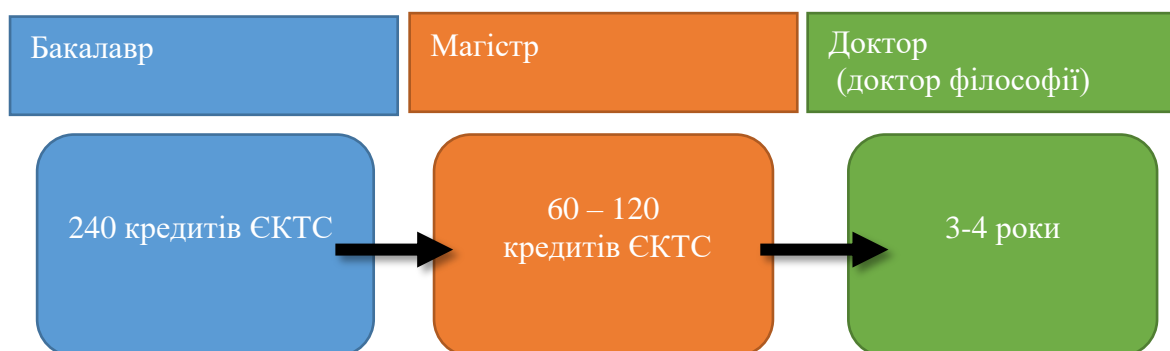 Бакалавр
Магістр
Доктор
(доктор філософії)
240 кредитів ЄКТС
60 – 120
кредитів ЄКТС
3-4 роки